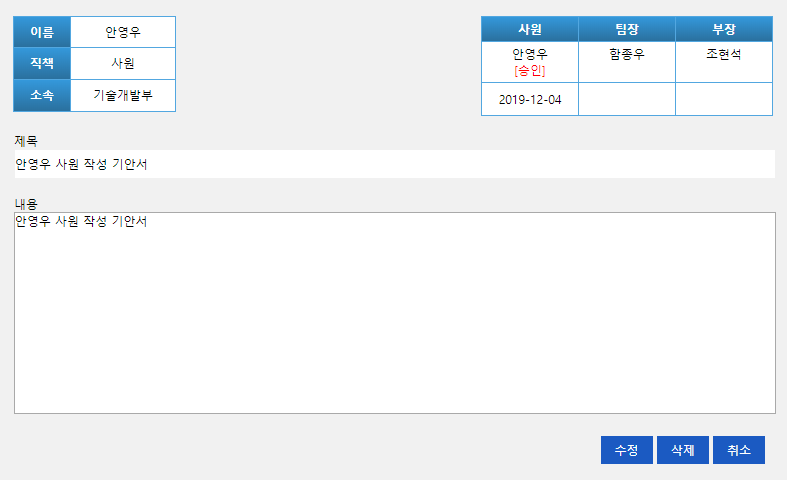 이름 안영우
직책 사원
소속 기술개발부
사원 팀장 부장
안영우 함종우 조현석
[승인]
2019-12-04
제목
안영우 사원 작성 기안서
내용
안영우 사원 작성 기안서
수정 삭제 취소